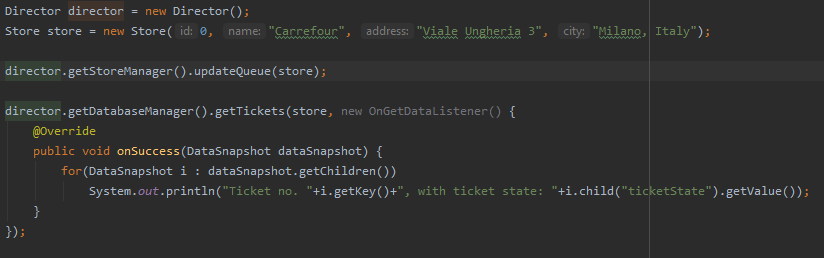 Director director = new Director();
Store store = new Store( id: 0, name: "Carrefour", address: "Viale Ungheria 3", city: "Milano, Italy");
director.getStoreManager().updateQueue(store);
director.getDatabaseManager().getTickets(store, new OnGetDataListener() {
@Override
public void onSuccess(DataSnapshot dataSnapshot) {
for(DataSnapshot i : dataSnapshot.getChildren())
System.out.println("Ticket no. "+i.getKey()+", with ticket state: "+i.child("ticketState").getValue());
}
});